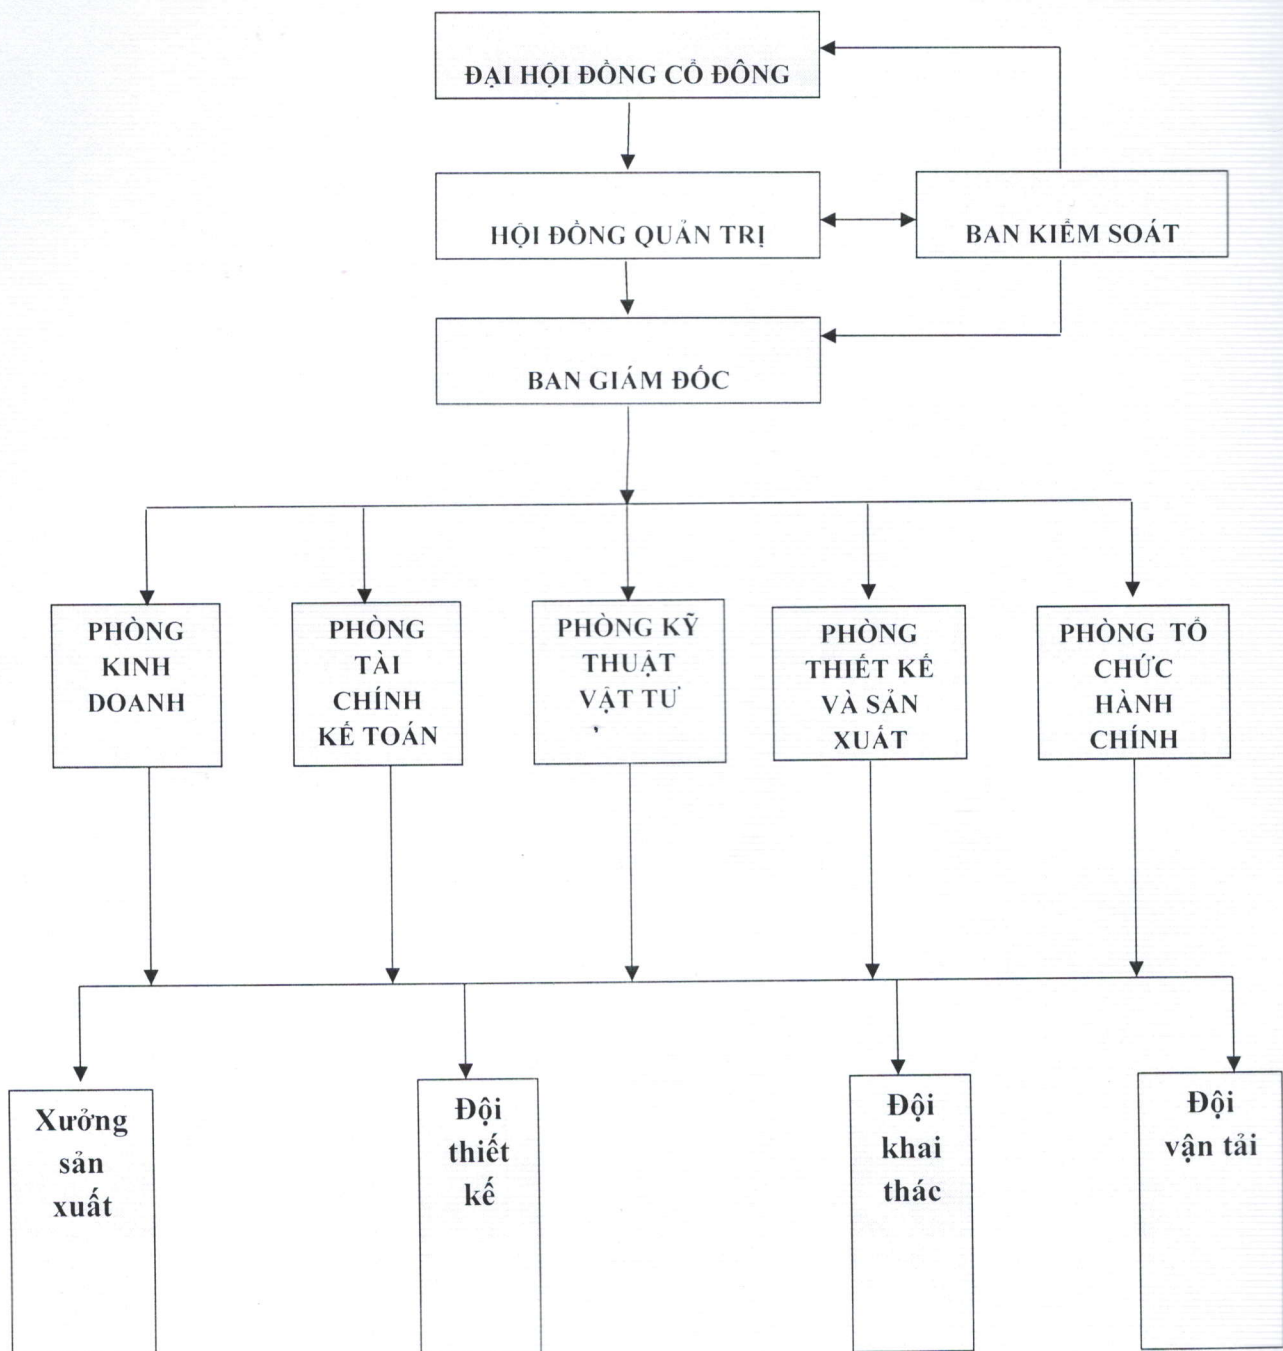 ĐẠI HỘI ĐỒNG CỔ ĐÔNG
HỘI ĐỒNG QUẢN TRỊ
BAN KIỂM SOÁT
BAN GIÁM ĐỐC
PHÒNG
KINH
DOANH
PHÒNG
TÀI
CHÍNH
KẾ TOÁN
PHÒNG KỸ
THUẬT
VẬT TƯ
PHÒNG
THIẾT KẾ
VÀ SẢN
XUẤT
PHÒNG TỔ
CHỨC
HÀNH
CHÍNH
Xưởng
sản
xuất
Đội
thiết
kế
Đội
khai
thác
Đội
vận tải